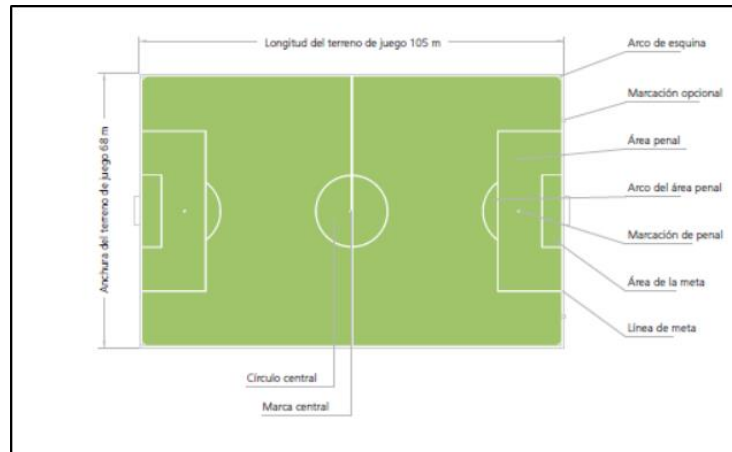 Longitud del terreno de juego 105 m
Anchura del terreno de juego 68 m
Arco de esquina
Marcación opcional
Área penal
Arco del área penal
Marcación de penal
Área de la meta
Línea de meta
Círculo central
Marca central